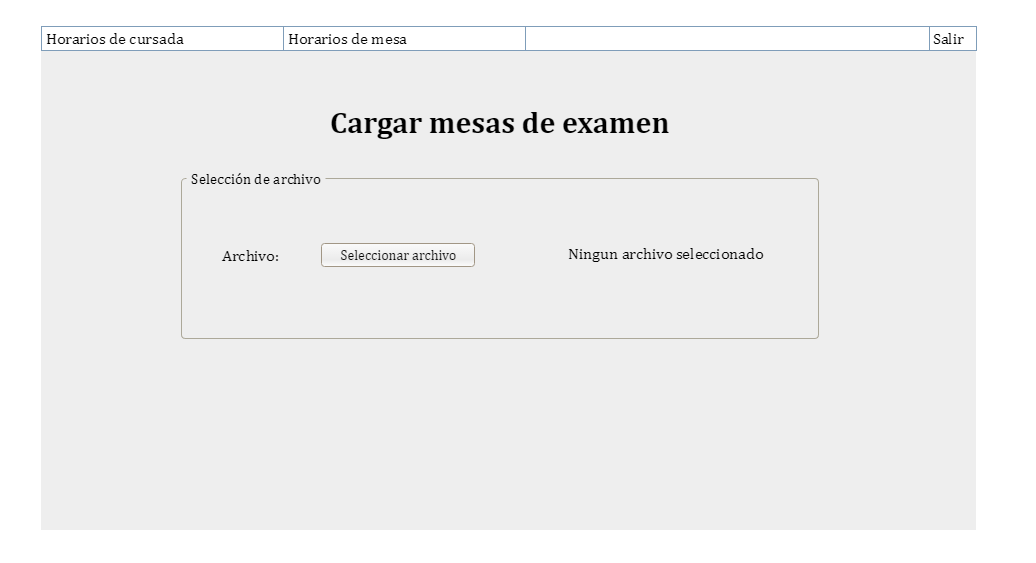 Horarios de cursada Horarios de mesa Salir
Cargar mesas de examen
Selección de archivo
Archivo: Seleccionar archivo Ningun archivo seleccionado